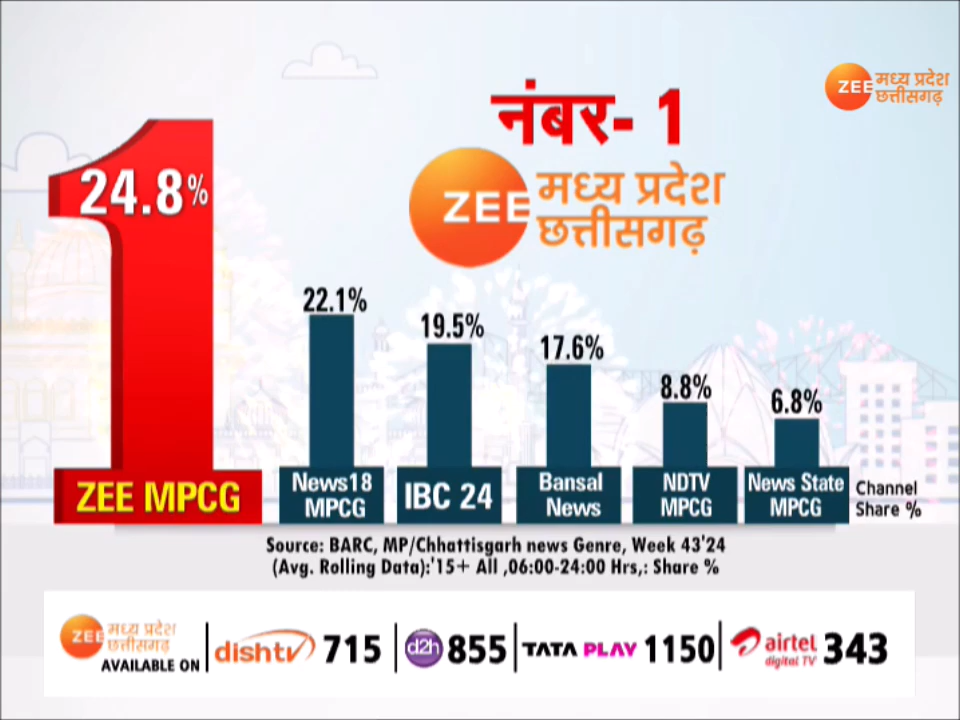 ZEE मध्य प्रदेश
छत्तीसगढ़
नंबर- 1
ZEE मध्य प्रदेश
छत्तीसगढ़
1
24.8%
22.1%
19.5%
17.6%
8.8%
6.8%
ZEE MPCG
News18
MPCG
IBC 24
Bansal
News
NDTV
MPCG
News State
MPCG
Channel
Share %
Source: BARC, MP/Chhattisgarh news Genre, Week 43'24
(Avg. Rolling Data):'15+ All ,06:00-24:00 Hrs,: Share %
ZEE मध्य प्रदेश
छत्तीसगढ़
AVAILABLE ON
dishtv 715
d2h 855
TATA PLAY 1150
airtel
digital TV
343